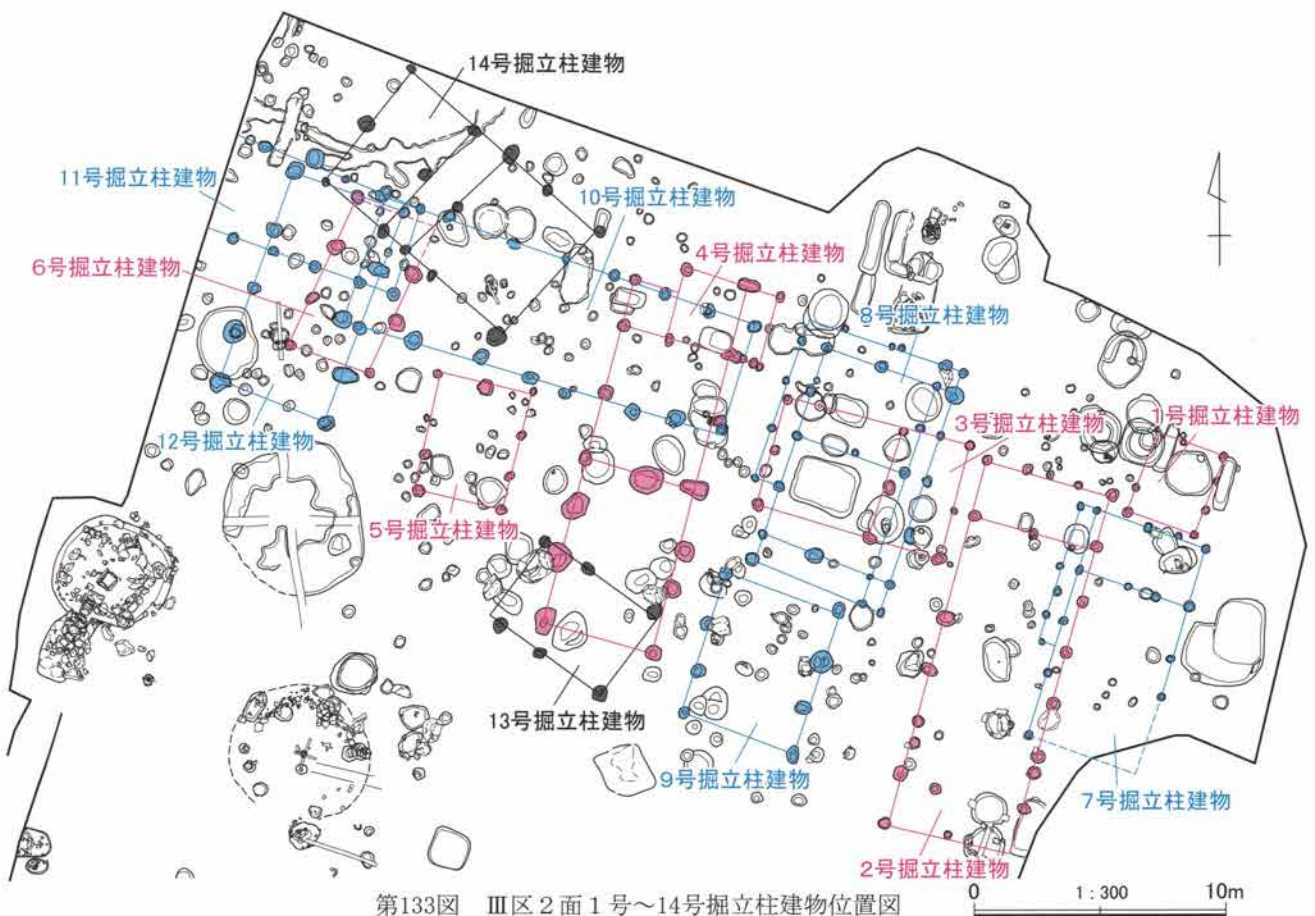 14号掘立柱建物
11号掘立柱建物
10号掘立柱建物
4号掘立柱建物
6号掘立柱建物
8号掘立柱建物
3号掘立柱建物
1号掘立柱建物
12号掘立柱建物
5号掘立柱建物
13号掘立柱建物
9号掘立柱建物
7号掘立柱建物
2号掘立柱建物
第133図 Ⅲ区2面1号～14号掘立柱建物位置図
0 1:300 10m